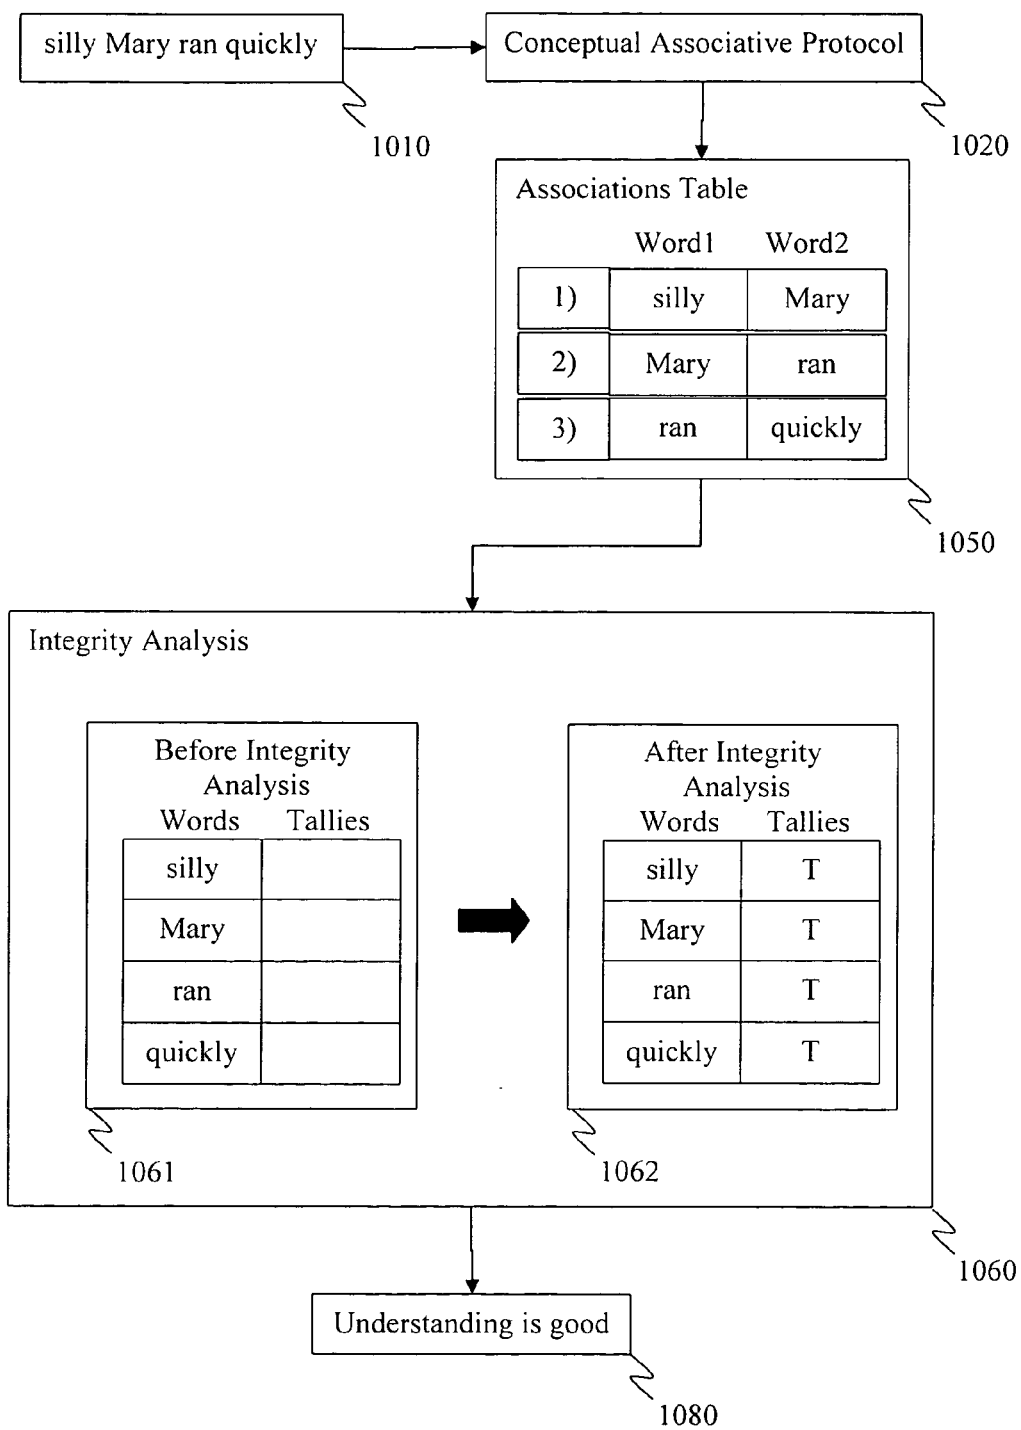 silly Mary ran quickly
Conceptual Associative Protocol
1010
1020
Associations Table
Word1 Word2
1) silly Mary
2) Mary ran
3) ran quickly
1050
Integrity Analysis
Before Integrity
Analysis
Words Tallies
silly
Mary
ran
quickly
1061
After Integrity
Analysis
Words Tallies
silly T
Mary T
ran T
quickly T
1062
1060
Understanding is good
1080